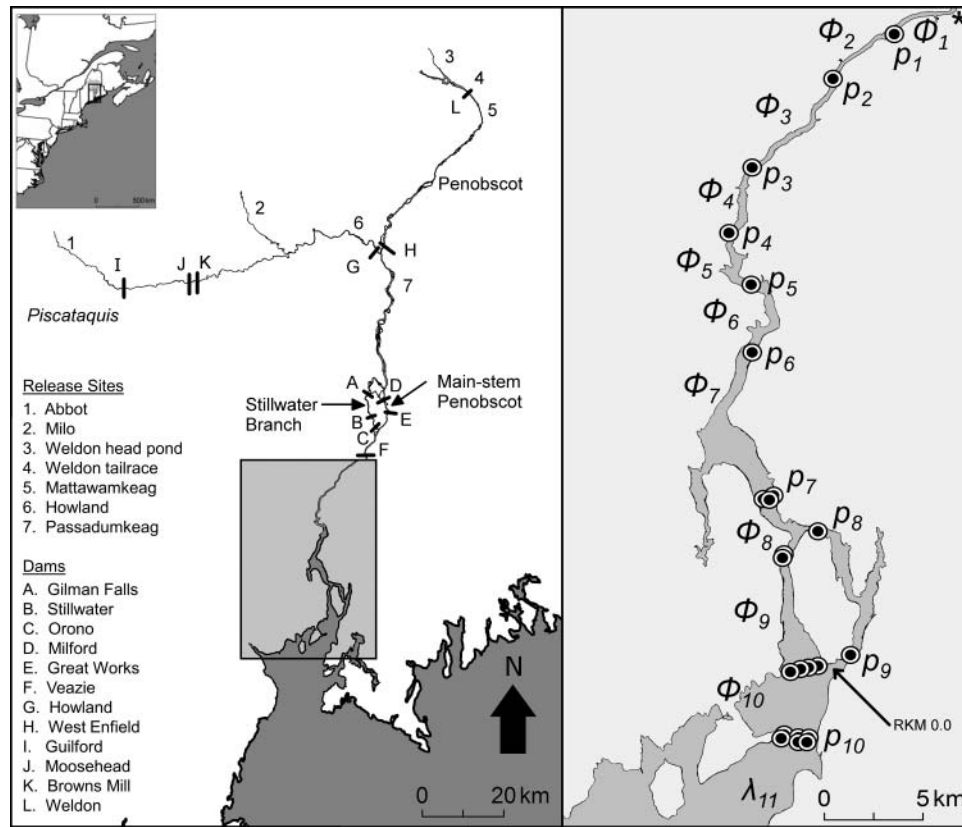 0 500km
3
4
L
5
Penobscot
2
1
6
I
J K
G
H
7
Piscataquis
A
D
Main-stem
Penobscot
Stillwater
Branch
B
E
C
F
Release Sites
1. Abbot
2. Milo
3. Weldon head pond
4. Weldon tailrace
5. Mattawamkeag
6. Howland
7. Passadumkeag
Dams
A. Gilman Falls
B. Stillwater
C. Orono
D. Milford
E. Great Works
F. Veazie
G. Howland
H. West Enfield
I. Guilford
J. Moosehead
K. Browns Mill
L. Weldon
N
0 20 km
*
Φ1
p1
Φ2
p2
Φ3
p3
Φ4
p4
Φ5
p5
Φ6
p6
Φ7
p7
p8
Φ8
Φ9
p9
Φ10
RKM 0.0
p10
λ11
0 5 km